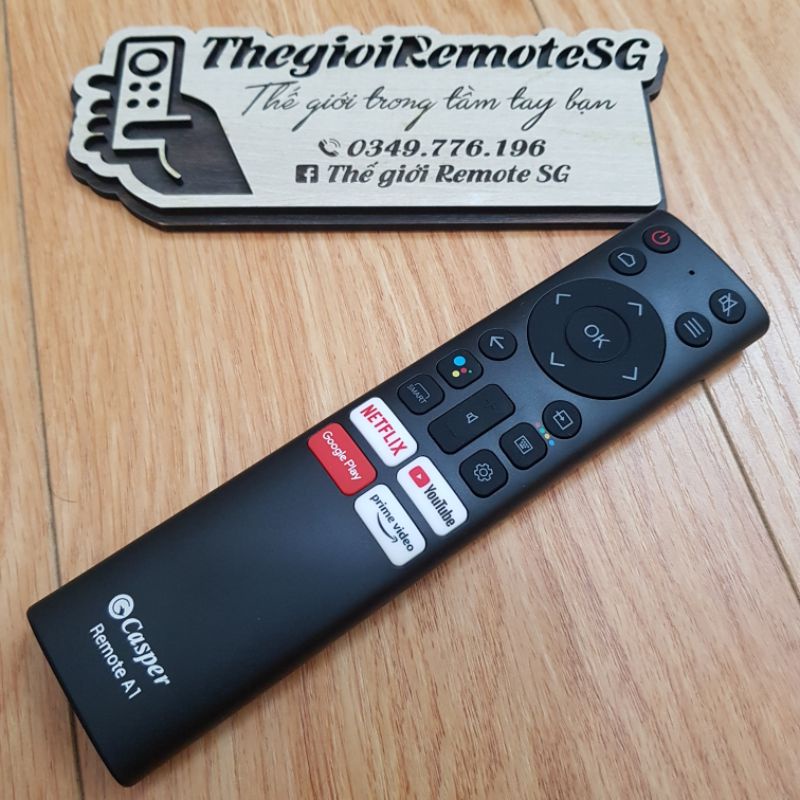 ThegioiRemoteSG
Thế giới trong tầm tay bạn
0349.776.196
Thế giới Remote SG
OK
SMART
NETFLIX
Google Play
YouTube
prime video
Casper
Remote A1